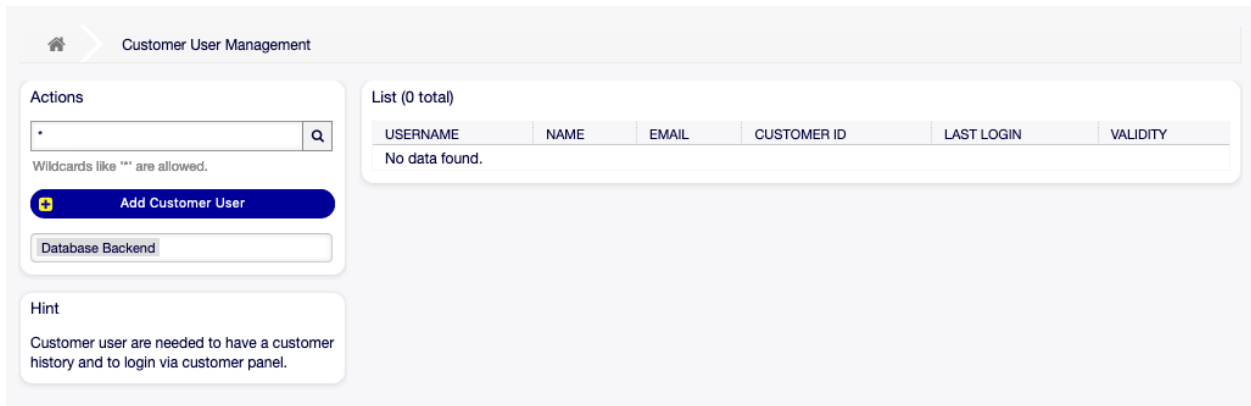 Customer User Management
Actions
*
Wildcards like '*' are allowed.
Add Customer User
Database Backend
Hint
Customer user are needed to have a customer
history and to login via customer panel.
List (0 total)
USERNAME NAME EMAIL CUSTOMER ID LAST LOGIN VALIDITY
No data found.